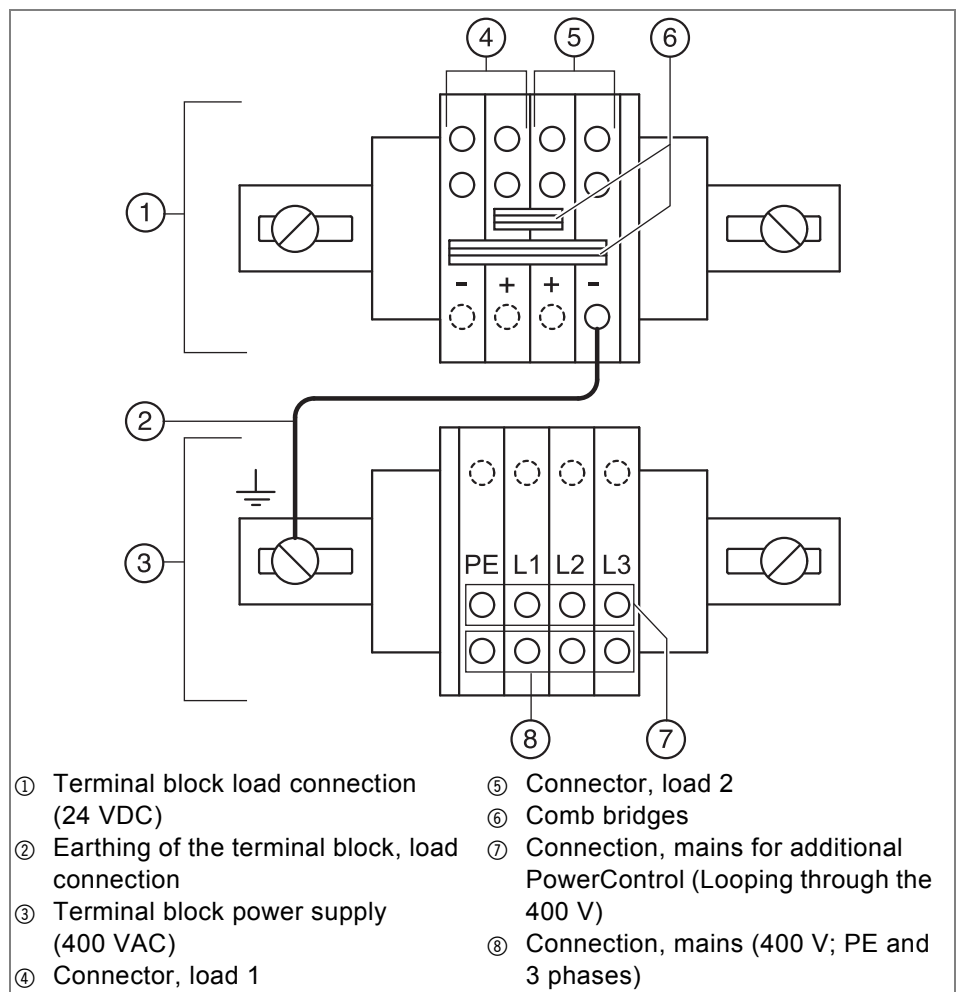 ④ ⑤ ⑥
①
- + + -
②
③
PE L1 L2 L3
⑧ ⑦
① Terminal block load connection
(24 VDC)
② Earthing of the terminal block, load
connection
③ Terminal block power supply
(400 VAC)
④ Connector, load 1
⑤ Connector, load 2
⑥ Comb bridges
⑦ Connection, mains for additional
PowerControl (Looping through the
400 V)
⑧ Connection, mains (400 V; PE and
3 phases)